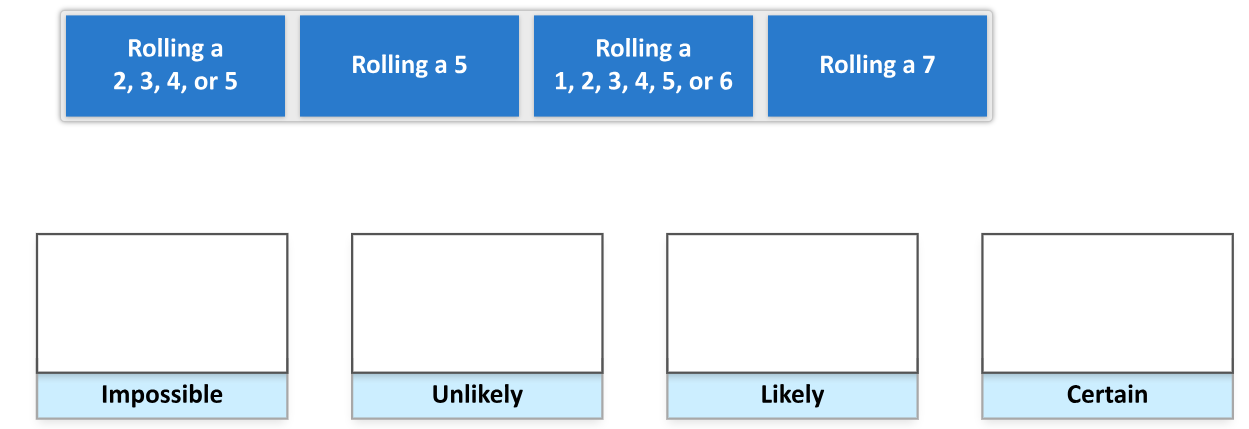 Rolling a
2, 3, 4, or 5
Rolling a 5
Rolling a
1, 2, 3, 4, 5, or 6
Rolling a 7
Impossible
Unlikely
Likely
Certain